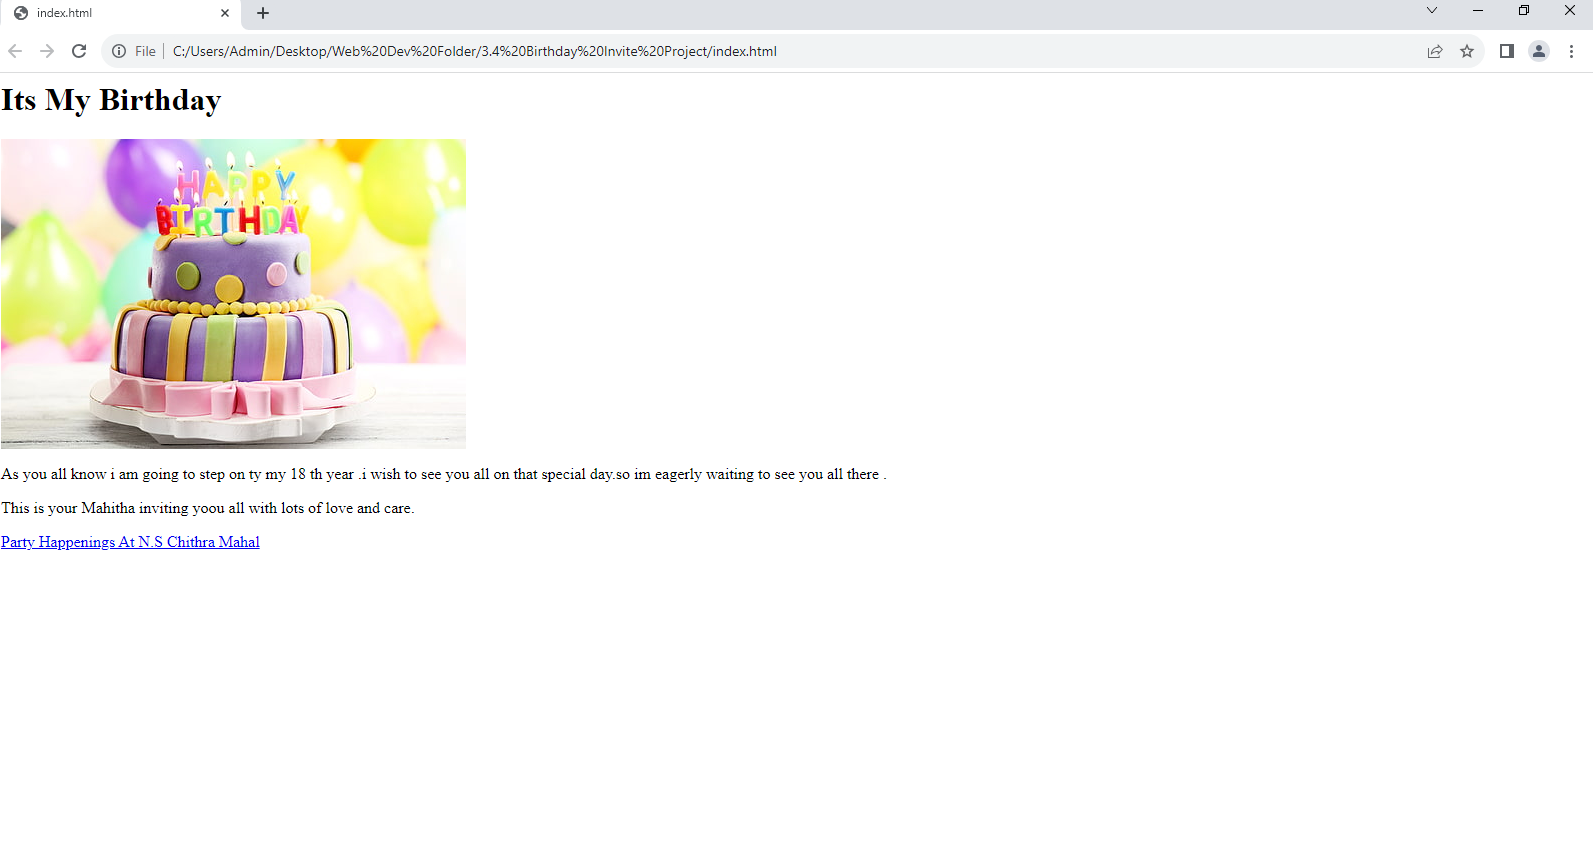 index.html
File
C:/Users/Admin/Desktop/Web%20Dev%20Folder/3.4%20Birthday%20Invite%20Project/index.html
Its My Birthday
HAPPY
BIRTHDAY
As you all know i am going to step on ty my 18 th year .i wish to see you all on that special day.so im eagerly waiting to see you all there .
This is your Mahitha inviting yoou all with lots of love and care.
Party Happenings At N.S Chithra Mahal